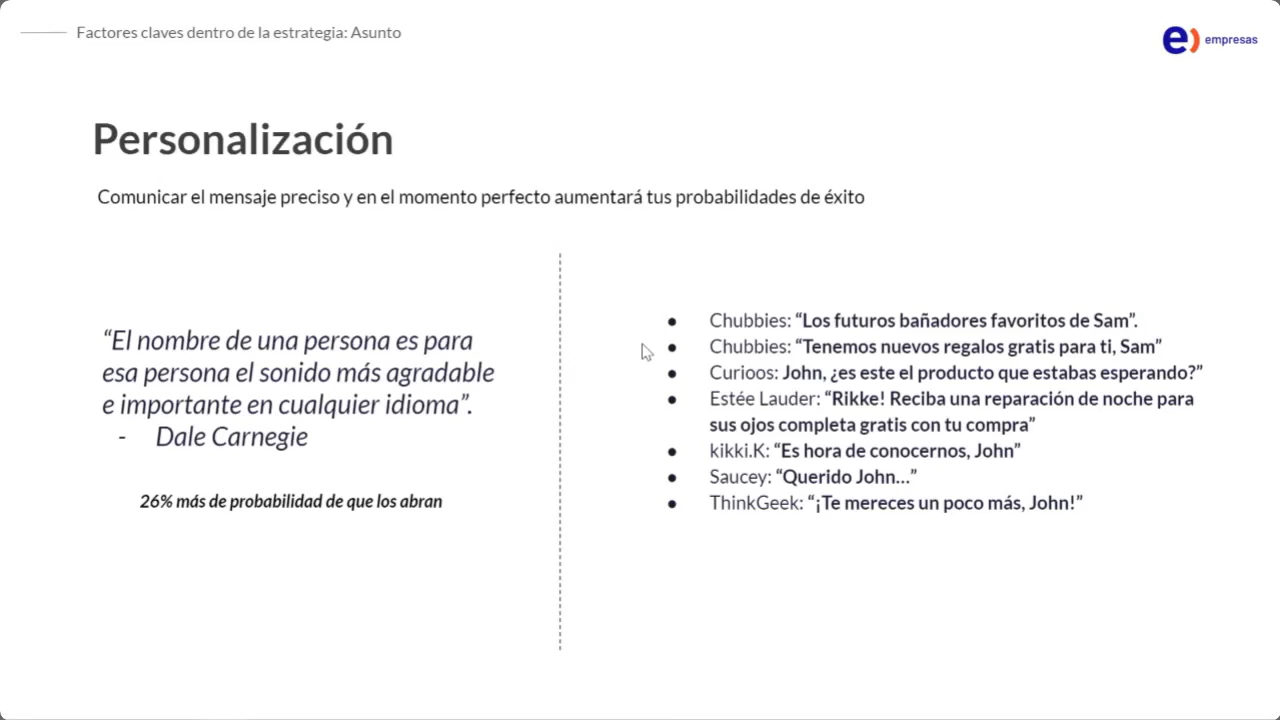 Factores claves dentro de la estrategia: Asunto
e) empresas
Personalización
Comunicar el mensaje preciso y en el momento perfecto aumentará tus probabilidades de éxito
“El nombre de una persona es para
esa persona el sonido más agradable
e importante en cualquier idioma”.
- Dale Carnegie
26% más de probabilidad de que los abran
● Chubbies: “Los futuros bañadores favoritos de Sam”.
● Chubbies: “Tenemos nuevos regalos gratis para ti, Sam”
● Curioos: John, ¿es este el producto que estabas esperando?”
● Estée Lauder: “Rikke! Reciba una reparación de noche para
sus ojos completa gratis con tu compra”
● kikki.K: “Es hora de conocernos, John”
● Saucey: “Querido John…”
● ThinkGeek: “¡Te mereces un poco más, John!”